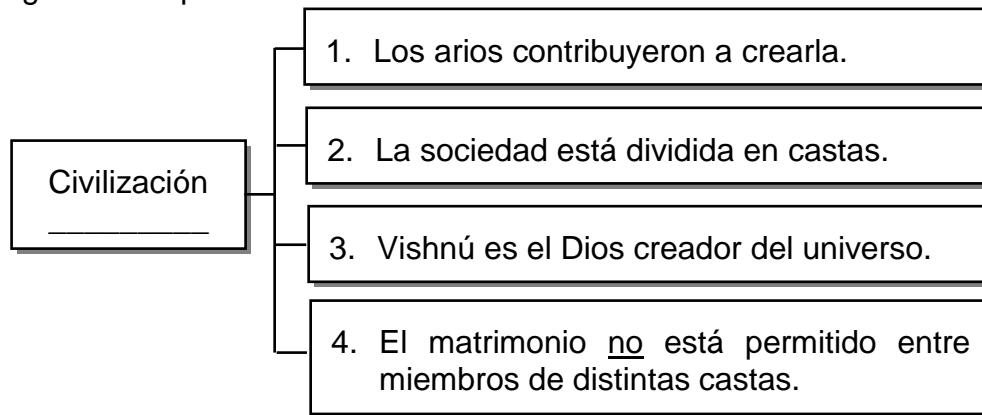 1. Los arios contribuyeron a crearla.
2. La sociedad está dividida en castas.
Civilización
__________
3. Vishnú es el Dios creador del universo.
4. El matrimonio no está permitido entre
miembros de distintas castas.